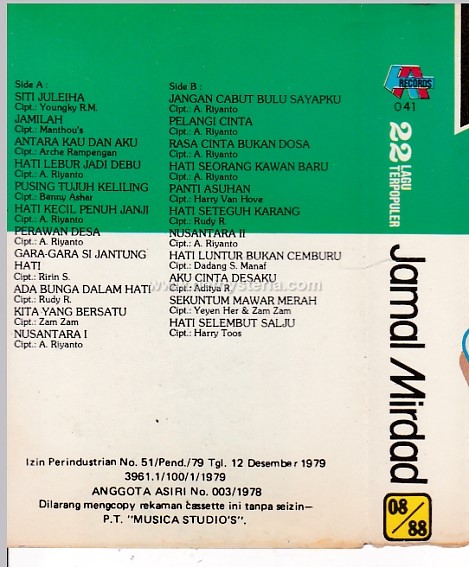 Side A :
SITI JULEIHA
Cipt.: Youngky R.M.
JAMILAH
Cipt.: Manthou's
ANTARA KAU DAN AKU
Cipt.: Arche Rampengan
HATI LEBUR JADI DEBU
Cipt.: A. Riyanto
PUSING TUJUH KELILING
Cipt.: Benny Ashar
HATI KECIL PENUH JANJI
Cipt.: A. Riyanto
PERAWAN DESA
Cipt.: A. Riyanto
GARA-GARA SI JANTUNG
HATI
Cipt.: Ririn S.
ADA BUNGA DALAM HATI
Cipt.: Rudy R.
KITA YANG BERSATU
Cipt.: Zam Zam
NUSANTARA I
Cipt.: A. Riyanto
Side B :
JANGAN CABUT BULU SAYAPKU
Cipt.: A. Riyanto
PELANGI CINTA
Cipt.: A. Riyanto
RASA CINTA BUKAN DOSA
Cipt.: A. Riyanto
HATI SEORANG KAWAN BARU
Cipt.: A. Riyanto
PANTI ASUHAN
Cipt.: Harry Van Hove
HATI SETEGUH KARANG
Cipt.: Rudy R.
NUSANTARA II
Cipt.: A. Riyanto
HATI LUNTUR BUKAN CEMBURU
Cipt.: Dadang S. Manaf
AKU CINTA DESAKU
Cipt.: Aditya R.
SEKUNTUM MAWAR MERAH
Cipt.: Yeyen Her & Zam Zam
HATI SELEMBUT SALJU
Cipt.: Harry Toos
Izin Perindustrian No. 51/Pend./79 Tgl. 12 Desember 1979
3961.1/100/1/1979
ANGGOTA ASIRI No. 003/1978
Dilarang mengcopy rekaman cassette ini tanpa seizin—
P.T. "MUSICA STUDIO'S".
RECORDS
041
22 LAGU
TERPOPULER
Jamal Mirdad
08/88